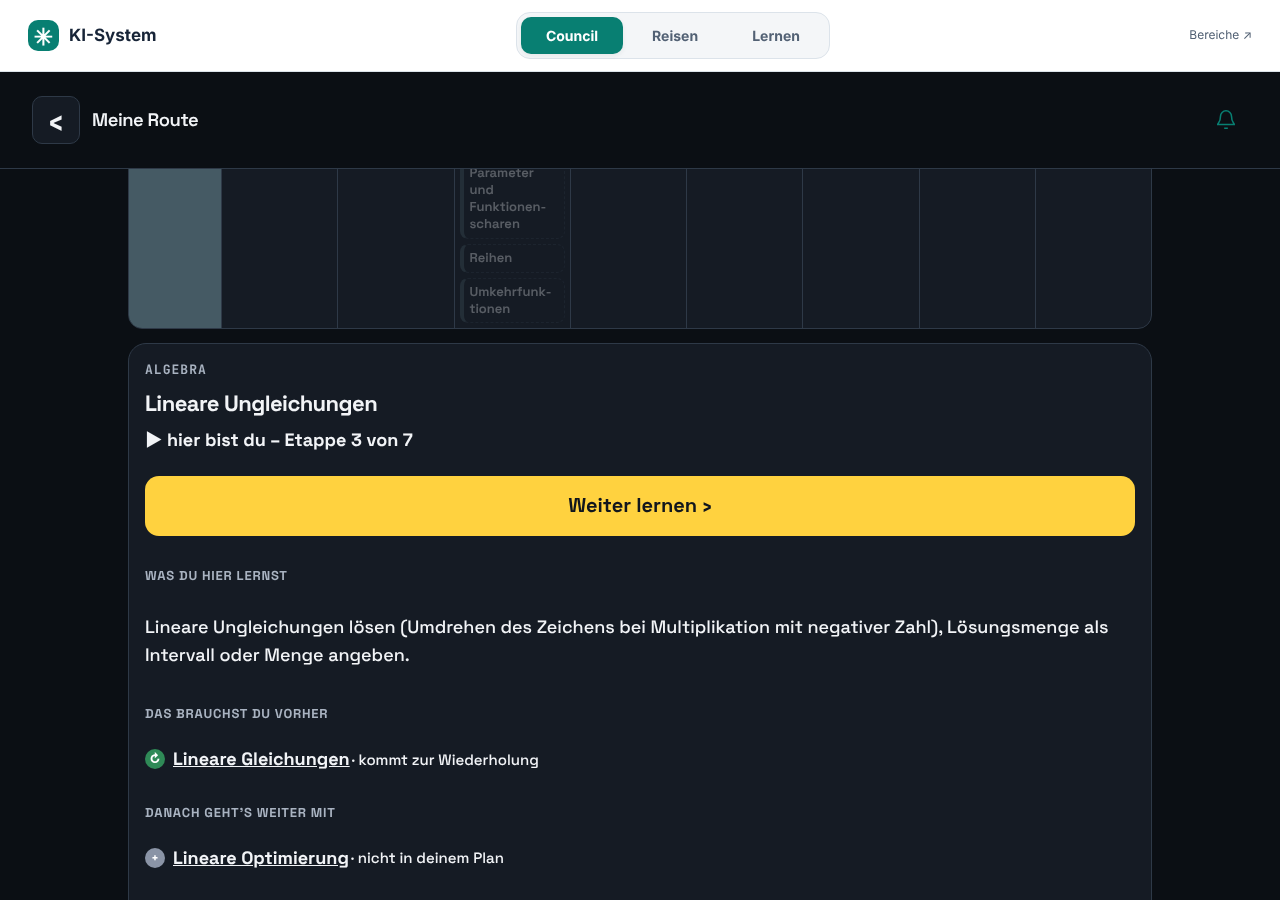 KI-System
Council
Reisen
Lernen
Bereiche ↗
<
Meine Route
Parameter
und
Funktionen-
scharen
Reihen
Umkehrfunk-
tionen
ALGEBRA
Lineare Ungleichungen
▶ hier bist du – Etappe 3 von 7
Weiter lernen >
WAS DU HIER LERNST
Lineare Ungleichungen lösen (Umdrehen des Zeichens bei Multiplikation mit negativer Zahl), Lösungsmenge als
Intervall oder Menge angeben.
DAS BRAUCHST DU VORHER
Lineare Gleichungen · kommt zur Wiederholung
DANACH GEHT'S WEITER MIT
Lineare Optimierung · nicht in deinem Plan